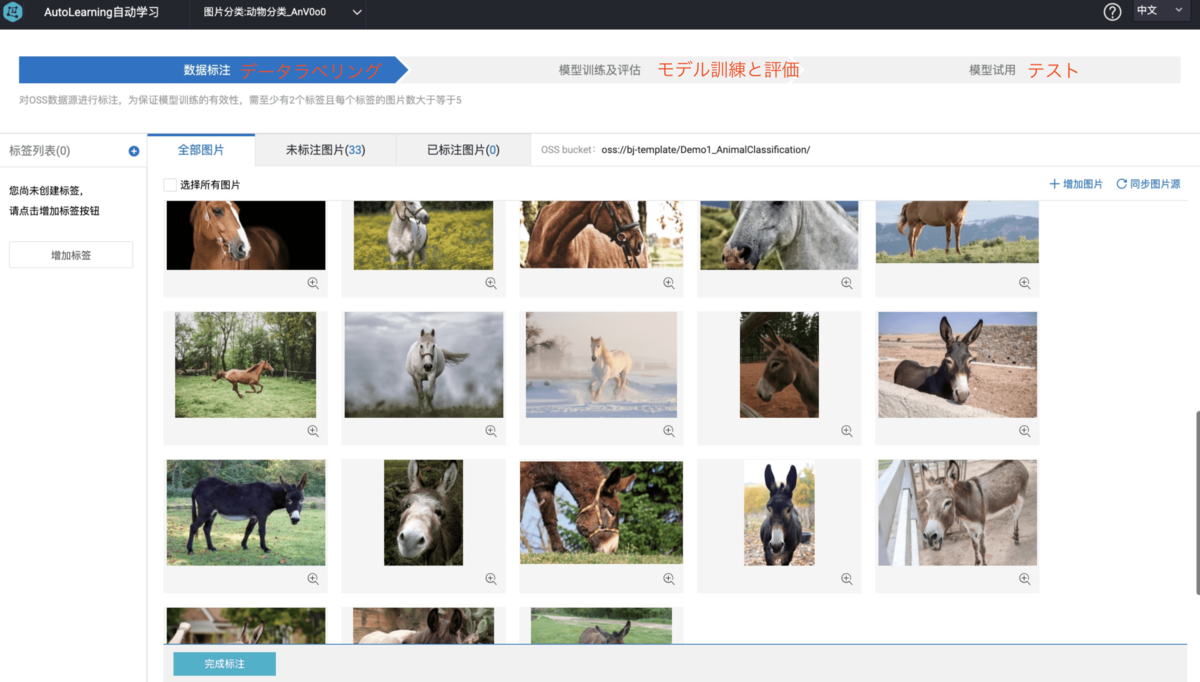 AutoLearning自动学习
图片分类:动物分类_AnV0o0
中文
数据标注 データラベリング
模型训练及评估 モデル訓練と評価
模型试用 テスト
对OSS数据源进行标注，为保证模型训练的有效性，需至少有2个标签且每个标签的图片数大于等于5
标签列表(0)
全部图片
未标注图片(33)
已标注图片(0)
OSS bucket: oss://bj-template/Demo1_AnimalClassification/
您尚未创建标签，
请点击增加标签按钮
增加标签
选择所有图片
增加图片
同步图片源
完成标注